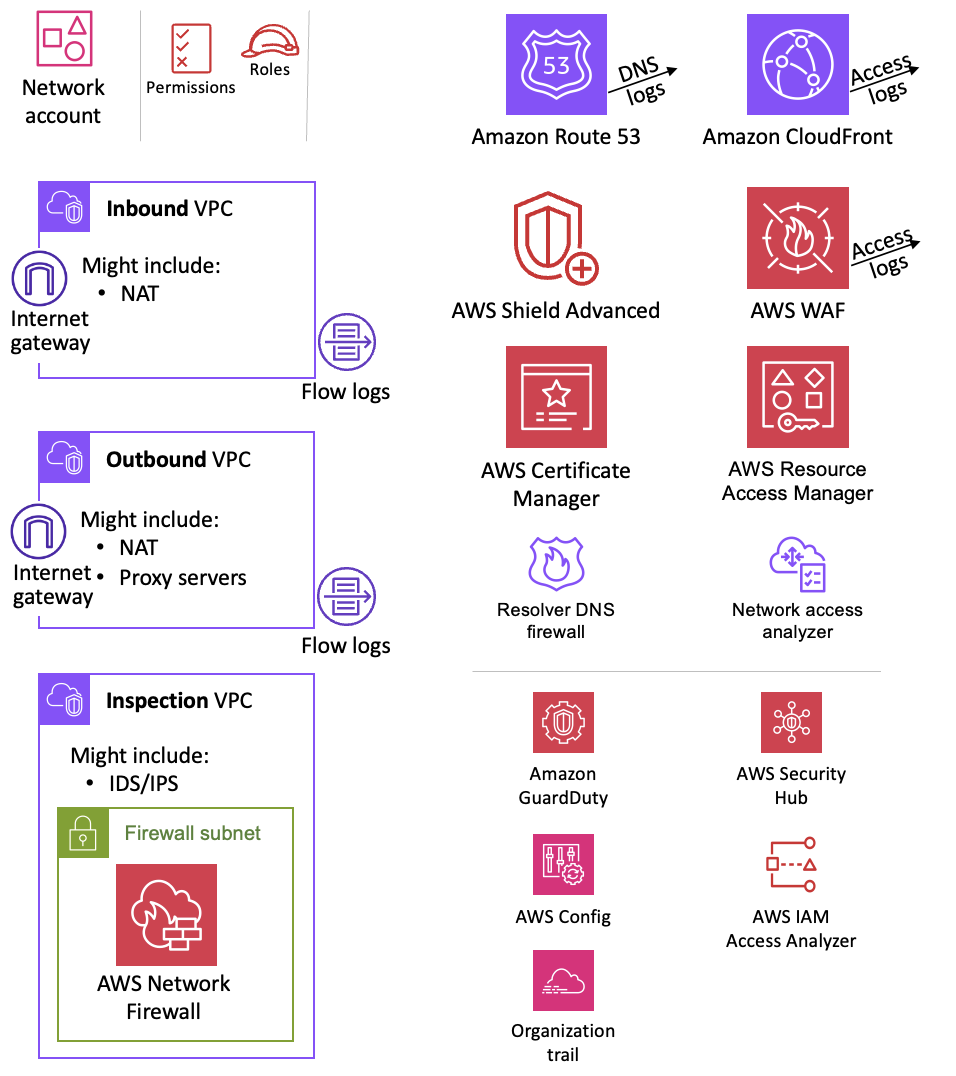 Network
account
Permissions
Roles
53
DNS
logs
Amazon Route 53
Access
logs
Amazon CloudFront
Inbound VPC
Might include:
• NAT
Internet
gateway
Flow logs
AWS Shield Advanced
Access
logs
AWS WAF
Outbound VPC
Might include:
• NAT
• Proxy servers
Internet
gateway
Flow logs
AWS Certificate
Manager
AWS Resource
Access Manager
Resolver DNS
firewall
Network access
analyzer
Inspection VPC
Might include:
• IDS/IPS
Firewall subnet
AWS Network
Firewall
Amazon
GuardDuty
AWS Security
Hub
AWS Config
AWS IAM
Access Analyzer
Organization
trail